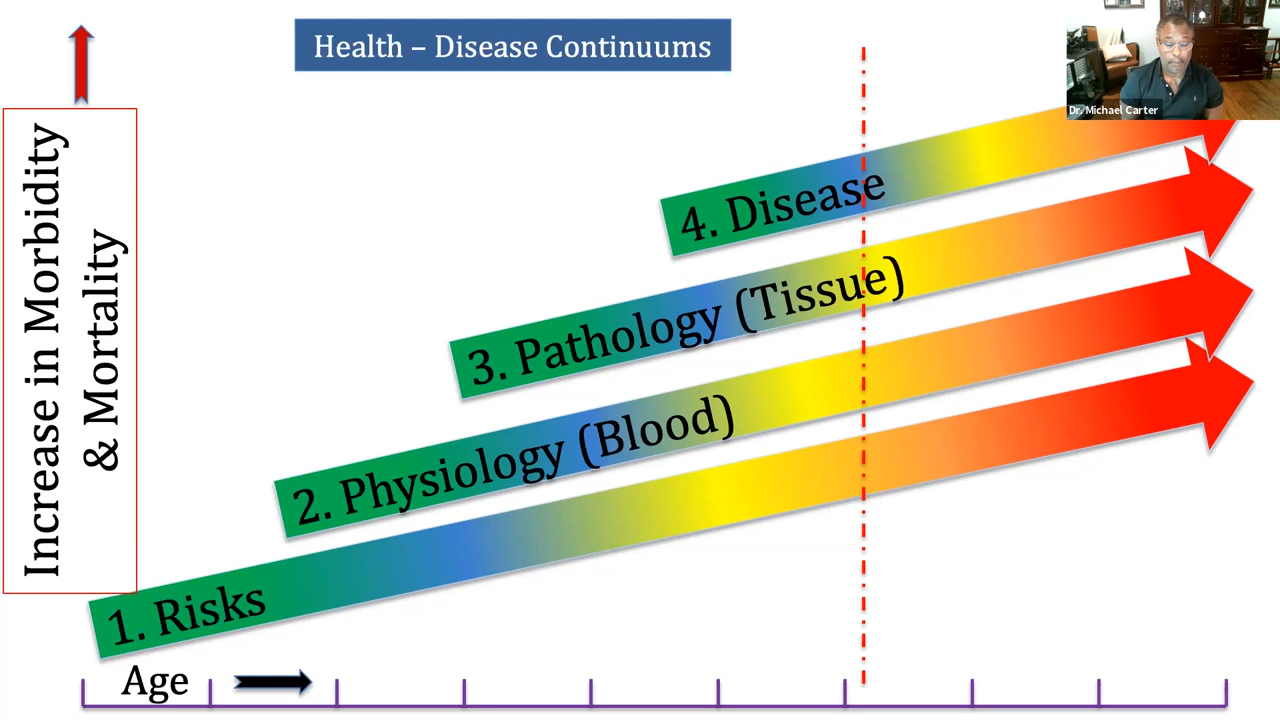 Health – Disease Continuums
Dr. Michael Carter
Increase in Morbidity
& Mortality
4. Disease
3. Pathology (Tissue)
2. Physiology (Blood)
1. Risks
Age